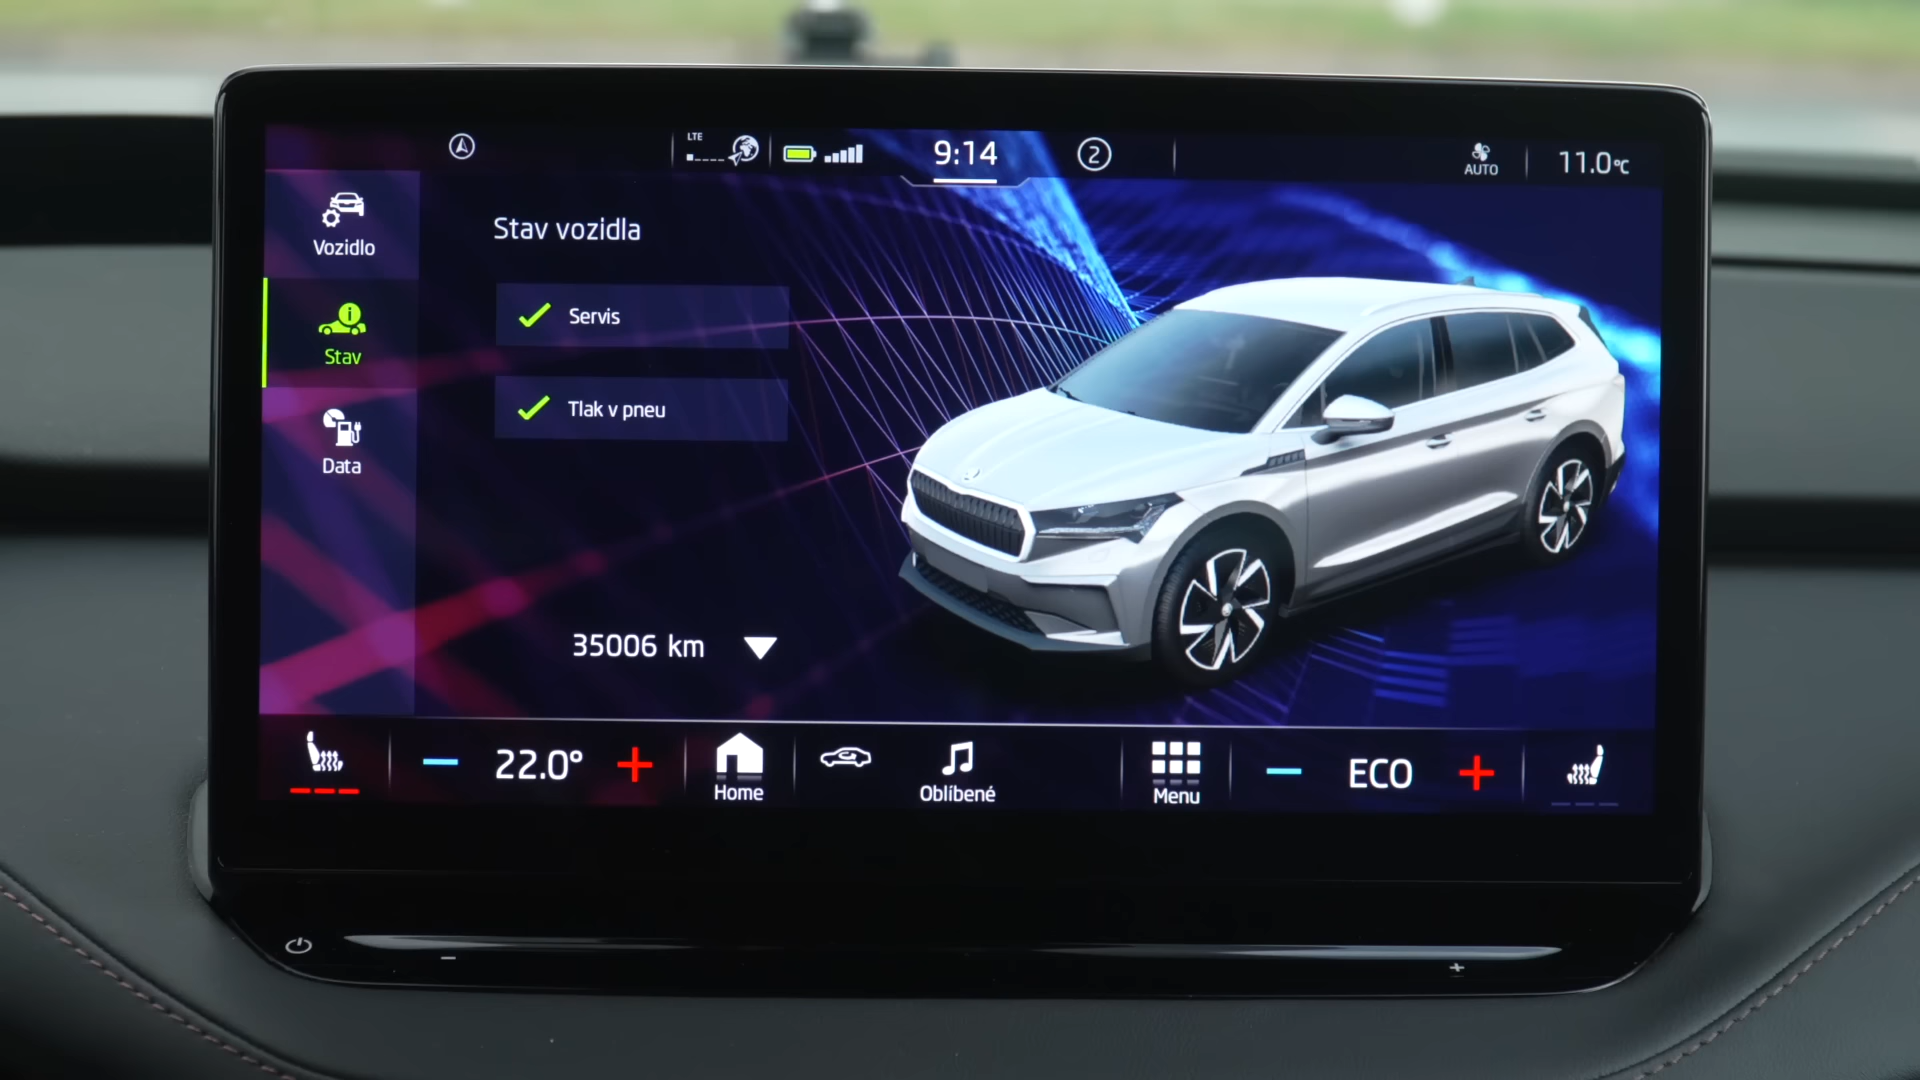 LTE
9:14
2
AUTO
11.0°C
Vozidlo
Stav vozidla
Servis
Stav
Tlak v pneu
Data
35006 km
22.0°
Home
Oblíbené
Menu
ECO